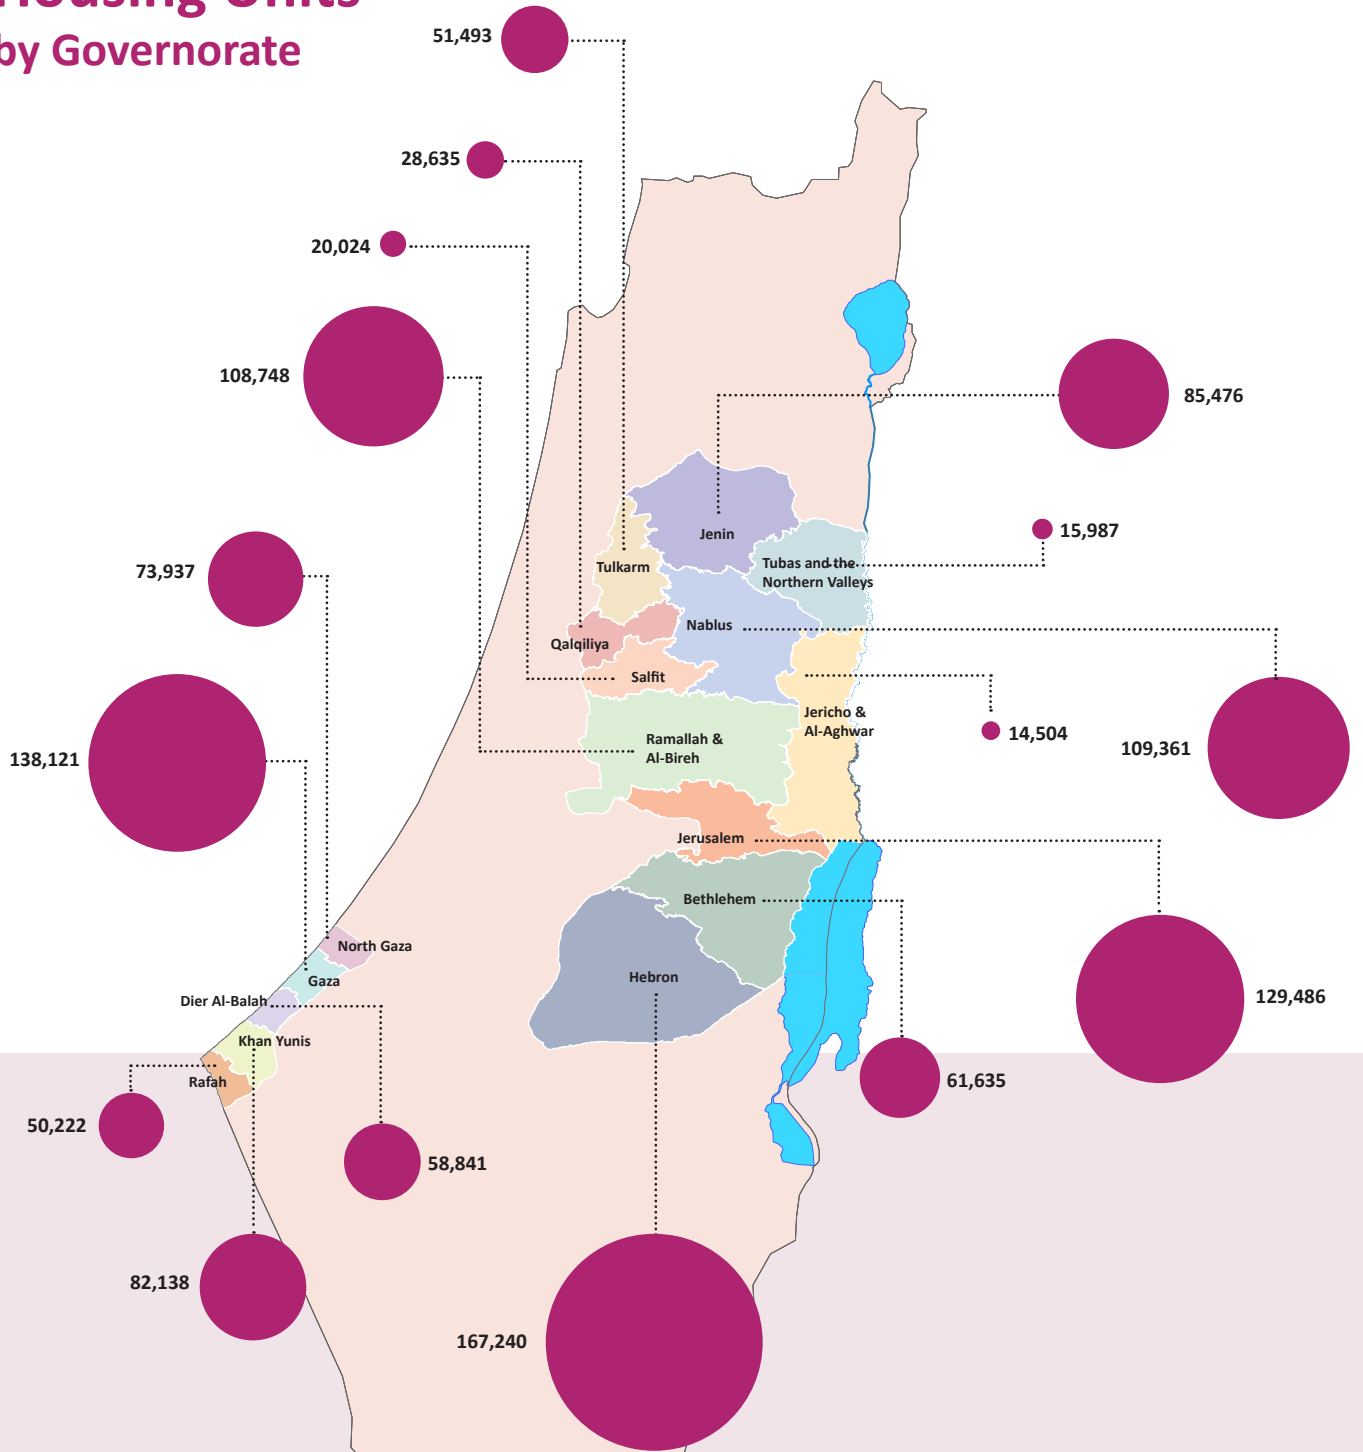 Housing Units
by Governorate
51,493
28,635
20,024
108,748
85,476
Jenin
15,987
Tulkarm
Tubas and the
Northern Valleys
73,937
Nablus
Qalqiliya
Salfit
Jericho &
Al-Aghwar
14,504
Ramallah &
Al-Bireh
109,361
138,121
Jerusalem
Bethlehem
North Gaza
Gaza
Hebron
129,486
Dier Al-Balah
Khan Yunis
Rafah
61,635
50,222
58,841
82,138
167,240